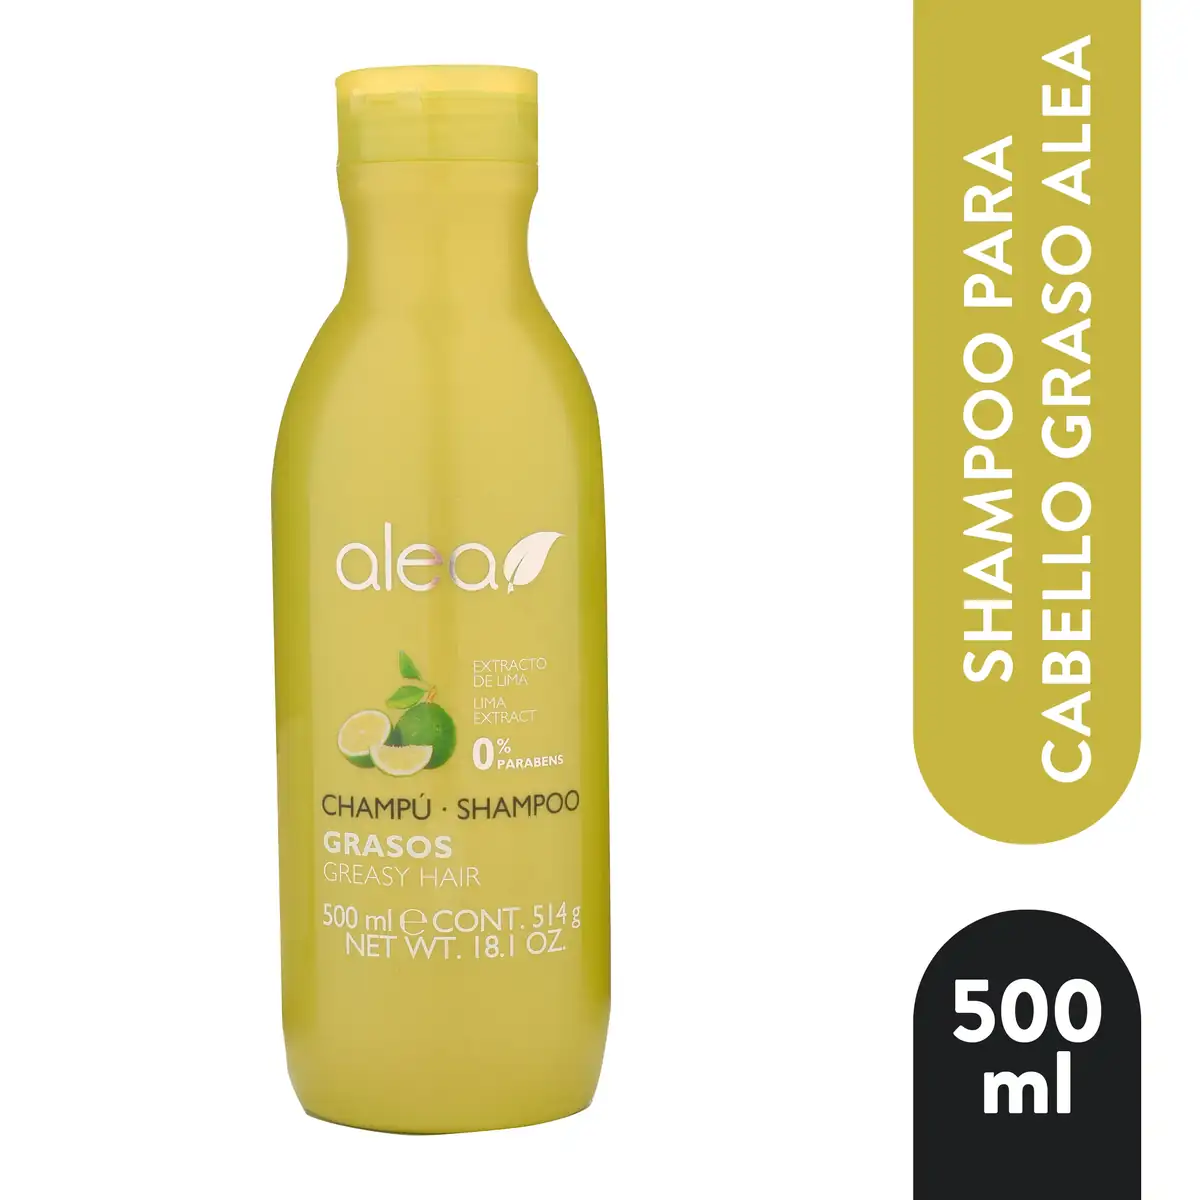 alea
EXTRACTO
DE LIMA
LIMA
EXTRACT
0%
PARABENS
CHAMPÚ · SHAMPOO
GRASOS
GREASY HAIR
500 ml ℮ CONT. 514 g
NET WT. 18.1 OZ.
SHAMPOO PARA
CABELLO GRASO ALEA
500
ml